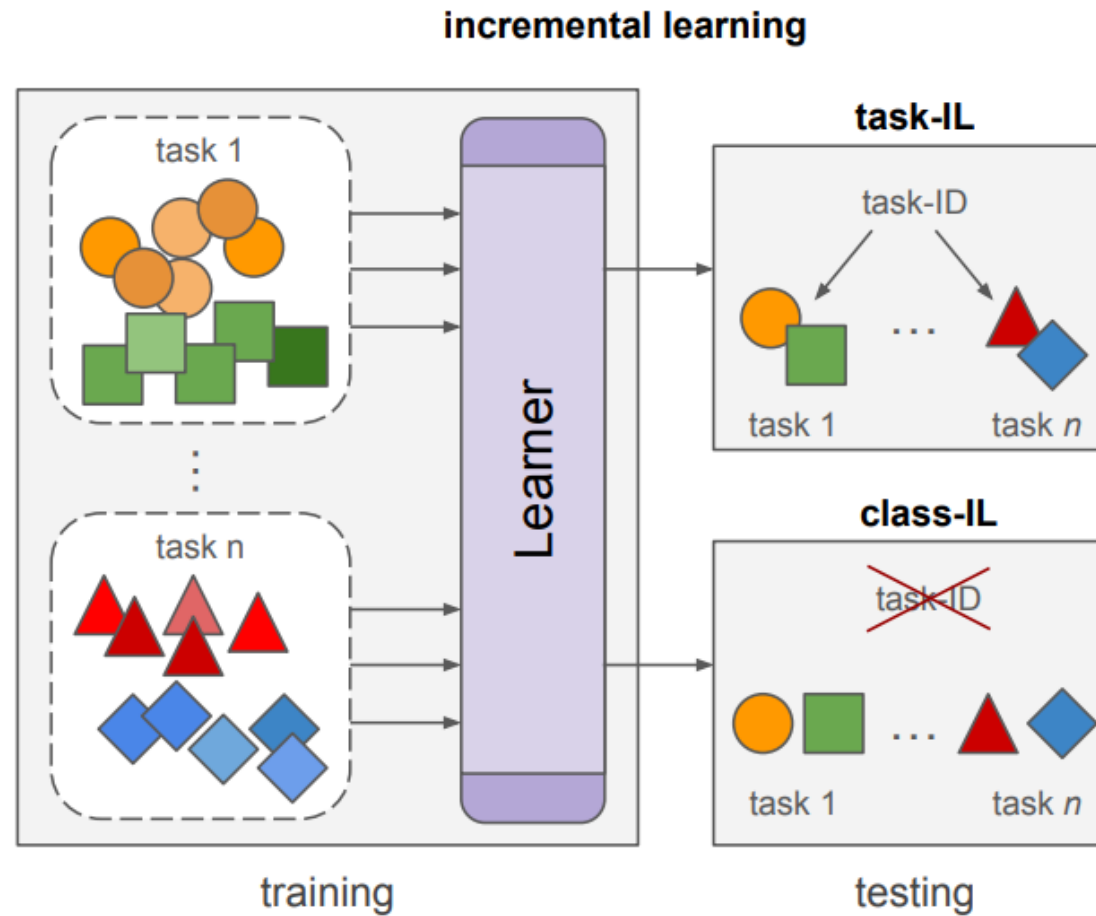 incremental learning
task 1
task n
Learner
training
task-IL
task-ID
...
task 1
task n
class-IL
task-ID
...
task 1
task n
testing